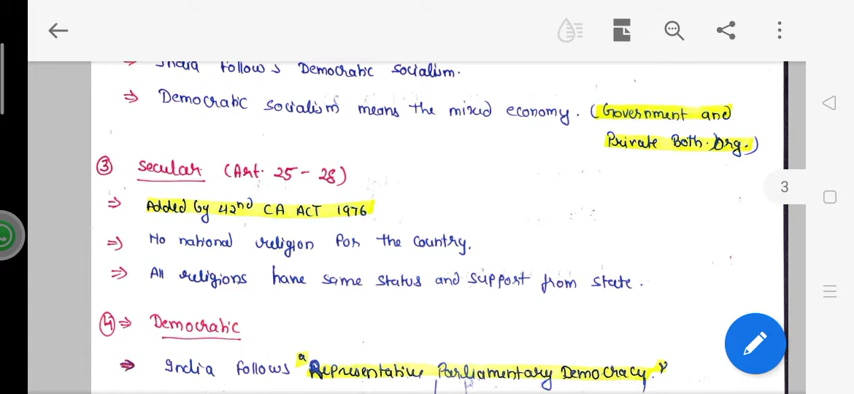 ⇒ India follows Democratic socialism.
⇒ Democratic socialism means the mixed economy. (Government and
Private Both. Org.)
③ Secular (Art. 25 - 28)
3
⇒ Added by 42nd CA ACT 1976
⇒ No national religion for the country.
⇒ All religions have same status and support from state.
④ ⇒ Democratic
⇒ India follows "Representative Parliamentary Democracy."